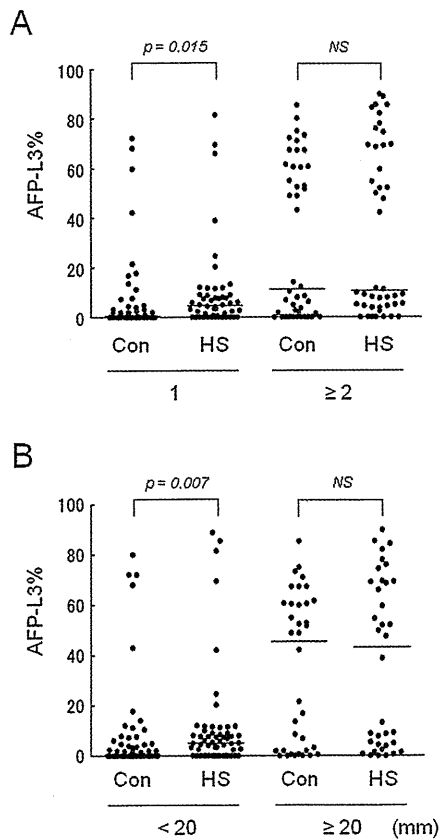 A
p = 0.015
NS
AFP-L3%
100
80
60
40
20
0
Con
HS
Con
HS
1
≥ 2
B
p = 0.007
NS
AFP-L3%
100
80
60
40
20
0
Con
HS
Con
HS
< 20
≥ 20
(mm)